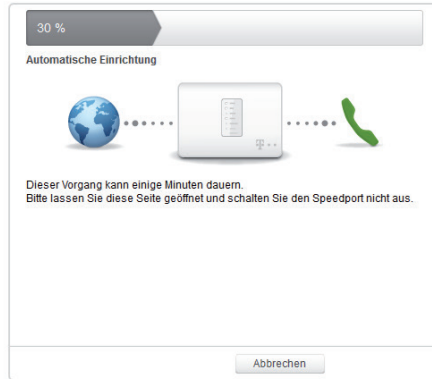 30 %
Automatische Einrichtung
Dieser Vorgang kann einige Minuten dauern.
Bitte lassen Sie diese Seite geöffnet und schalten Sie den Speedport nicht aus.
Abbrechen